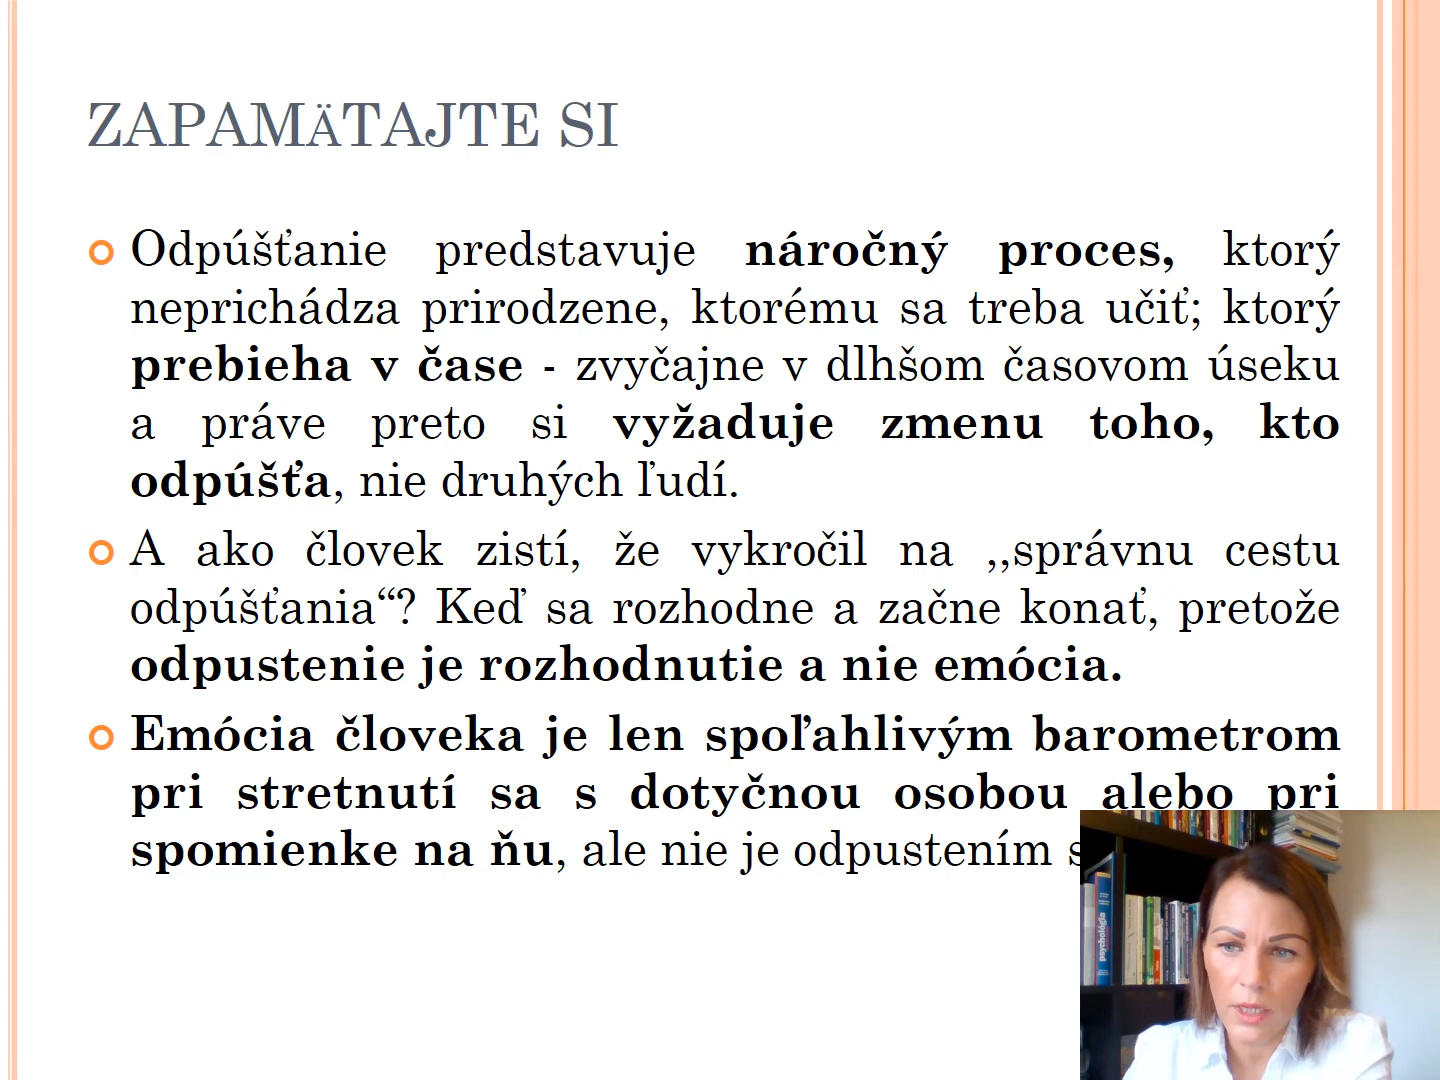 ZAPAMÄTAJTE SI
Odpúšťanie predstavuje náročný proces, ktorý
neprichádza prirodzene, ktorému sa treba učiť; ktorý
prebieha v čase - zvyčajne v dlhšom časovom úseku
a práve preto si vyžaduje zmenu toho, kto
odpúšťa, nie druhých ľudí.
A ako človek zistí, že vykročil na ,,správnu cestu
odpúšťania“? Keď sa rozhodne a začne konať, pretože
odpustenie je rozhodnutie a nie emócia.
Emócia človeka je len spoľahlivým barometrom
pri stretnutí sa s dotyčnou osobou alebo pri
spomienke na ňu, ale nie je odpustením
psychológia